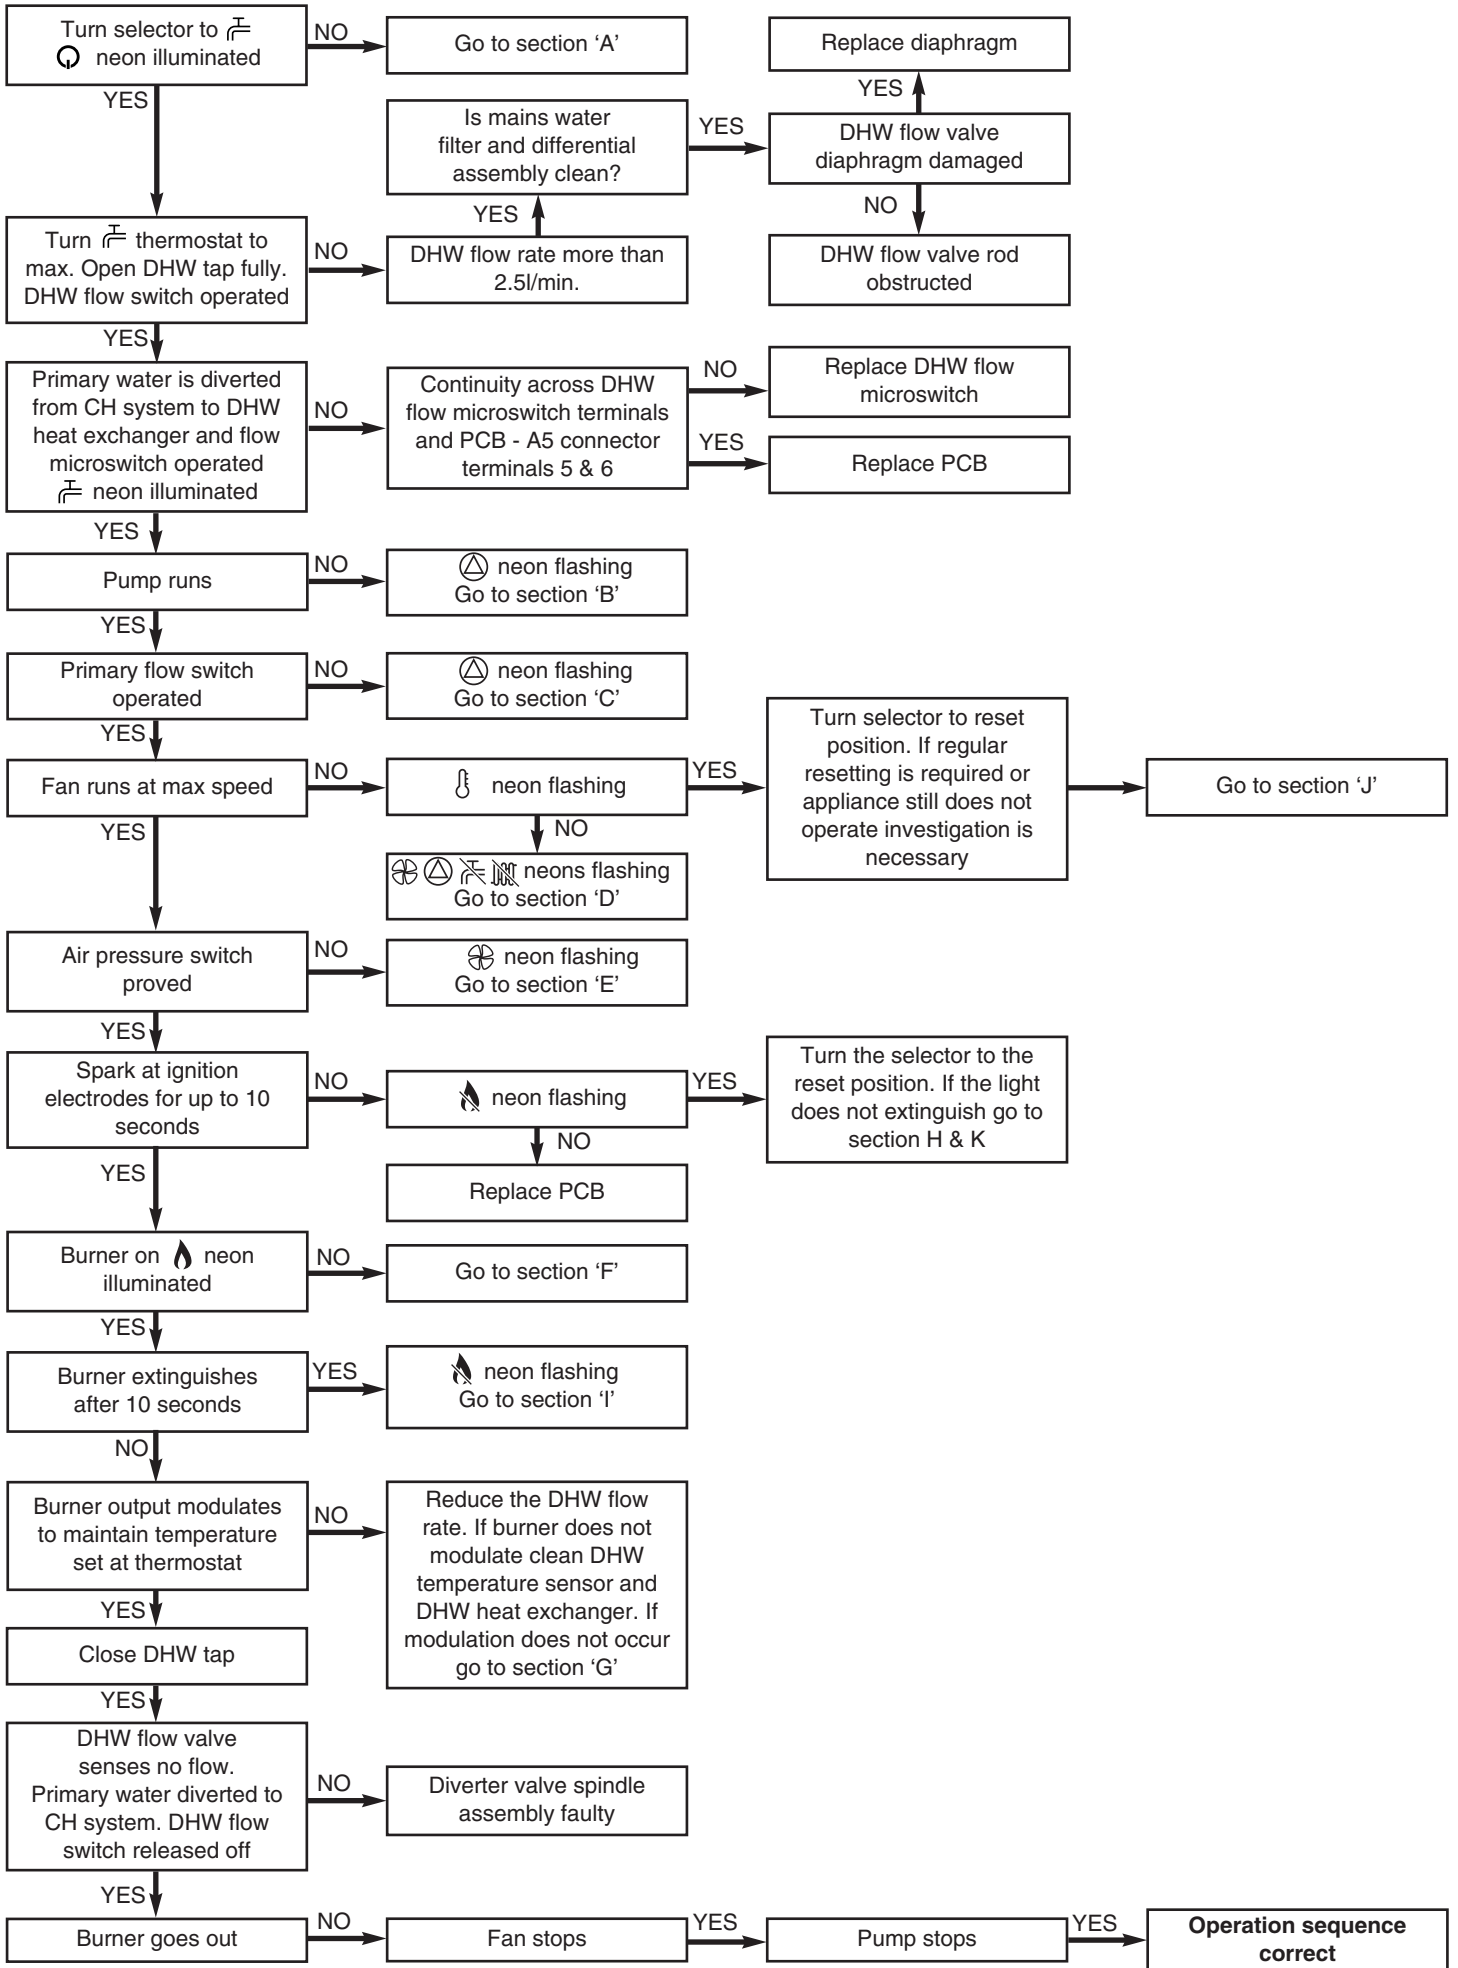 Turn selector to
neon illuminated
NO
Go to section ‘A’
YES
Replace diaphragm
YES
Is mains water
filter and differential
assembly clean?
YES
DHW flow valve
diaphragm damaged
YES
NO
Turn thermostat to
max. Open DHW tap fully.
DHW flow switch operated
NO
DHW flow rate more than
2.5l/min.
DHW flow valve rod
obstructed
YES
Primary water is diverted
from CH system to DHW
heat exchanger and flow
microswitch operated
neon illuminated
NO
Continuity across DHW
flow microswitch terminals
and PCB - A5 connector
terminals 5 & 6
NO
Replace DHW flow
microswitch
YES
Replace PCB
YES
Pump runs
NO
neon flashing
Go to section ‘B’
YES
Primary flow switch
operated
NO
neon flashing
Go to section ‘C’
YES
Fan runs at max speed
NO
neon flashing
YES
Turn selector to reset
position. If regular
resetting is required or
appliance still does not
operate investigation is
necessary
Go to section ‘J’
YES
NO
neons flashing
Go to section ‘D’
Air pressure switch
proved
NO
neon flashing
Go to section ‘E’
YES
Spark at ignition
electrodes for up to 10
seconds
NO
neon flashing
YES
Turn the selector to the
reset position. If the light
does not extinguish go to
section H & K
YES
NO
Replace PCB
Burner on neon
illuminated
NO
Go to section ‘F’
YES
Burner extinguishes
after 10 seconds
YES
neon flashing
Go to section ‘I’
NO
Burner output modulates
to maintain temperature
set at thermostat
NO
Reduce the DHW flow
rate. If burner does not
modulate clean DHW
temperature sensor and
DHW heat exchanger. If
modulation does not occur
go to section ‘G’
YES
Close DHW tap
YES
DHW flow valve
senses no flow.
Primary water diverted to
CH system. DHW flow
switch released off
NO
Diverter valve spindle
assembly faulty
YES
Burner goes out
NO
Fan stops
YES
Pump stops
YES
Operation sequence
correct